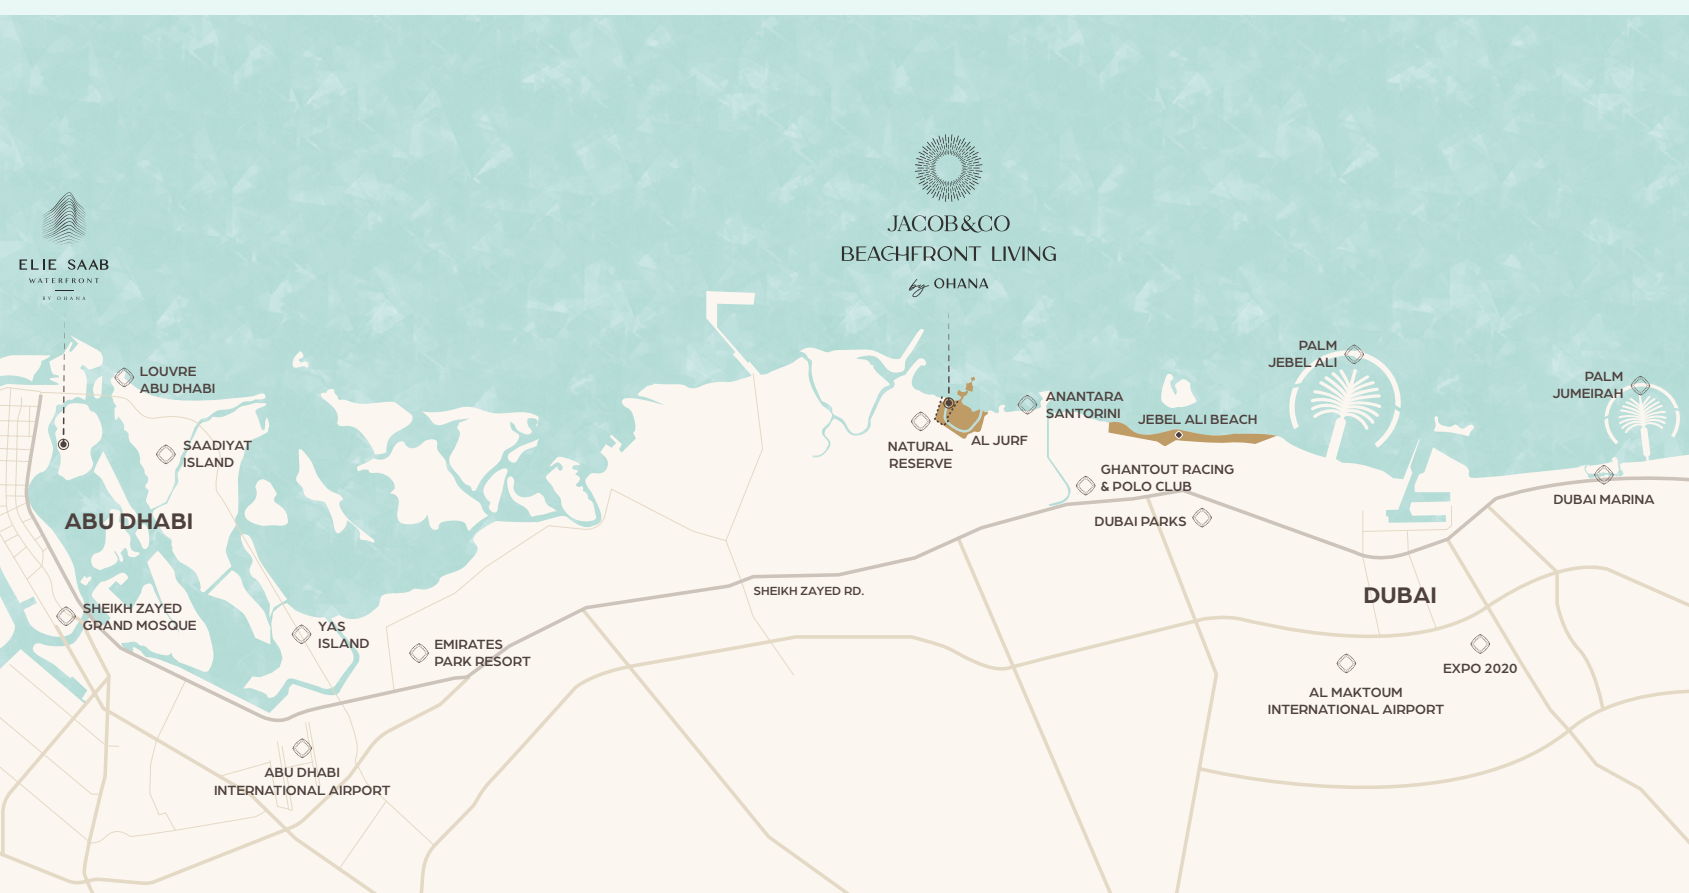 JACOB&CO
BEACHFRONT LIVING
by OHANA
ELIE SAAB
WATERFRONT
BY OHANA
LOUVRE
ABU DHABI
SAADIYAT
ISLAND
ABU DHABI
SHEIKH ZAYED
GRAND MOSQUE
YAS
ISLAND
EMIRATES
PARK RESORT
ABU DHABI
INTERNATIONAL AIRPORT
SHEIKH ZAYED RD.
NATURAL
RESERVE
AL JURF
ANANTARA
SANTORINI
JEBEL ALI BEACH
GHANTOUT RACING
& POLO CLUB
DUBAI PARKS
PALM
JEBEL ALI
PALM
JUMEIRAH
DUBAI MARINA
DUBAI
EXPO 2020
AL MAKTOUM
INTERNATIONAL AIRPORT